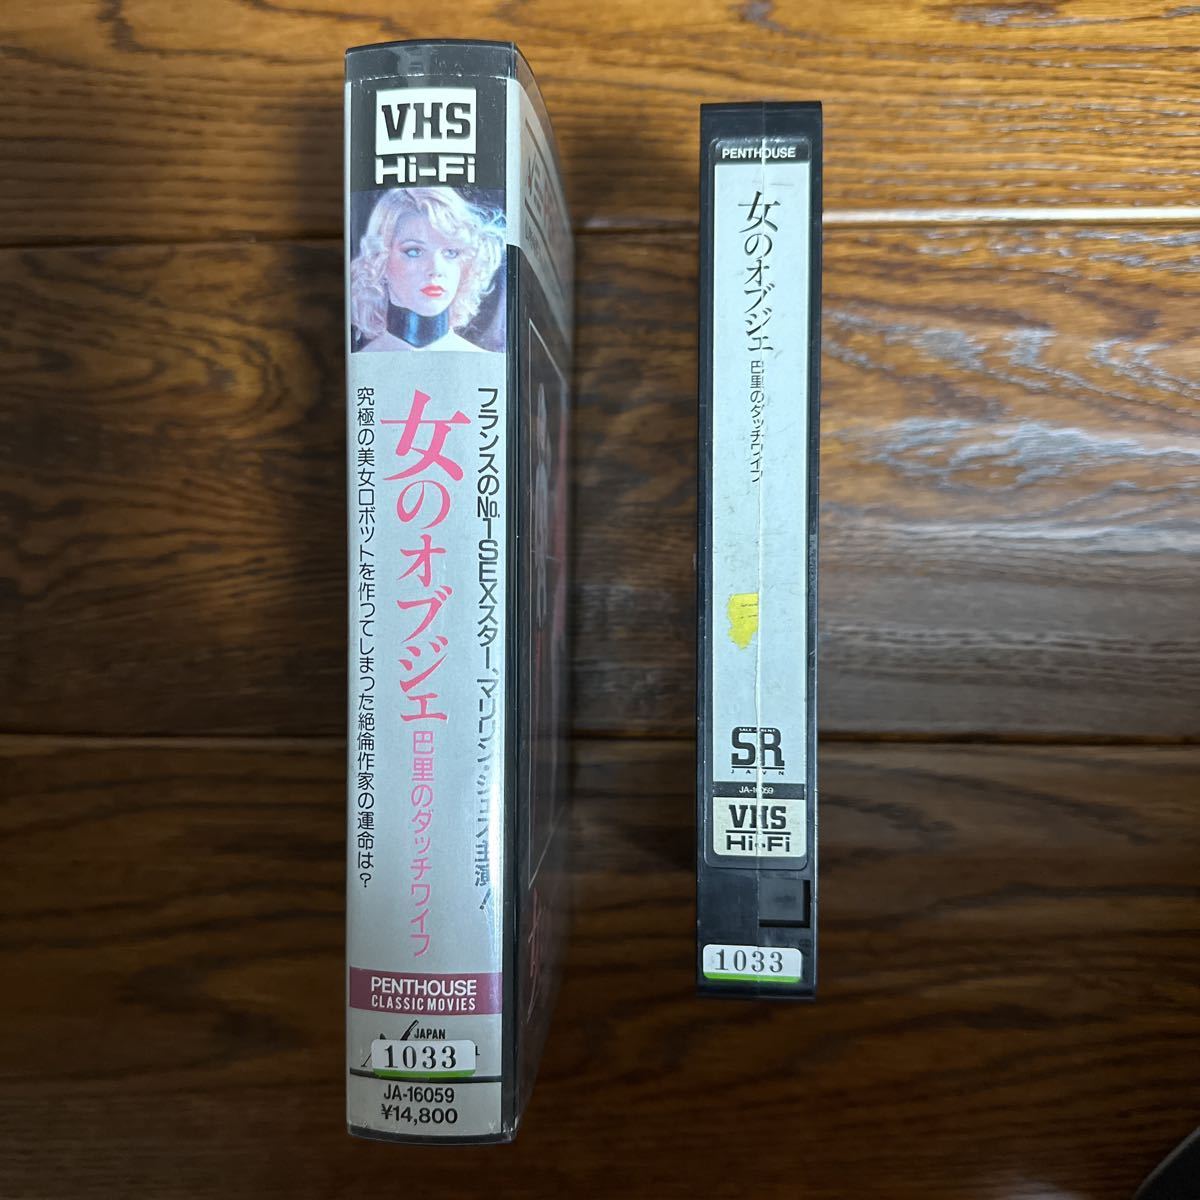 VHS
Hi-Fi
フランスのNo.1SEXスター、マリリン・ジェス主演!
女のオブジェ 巴里のダッチワイフ
究極の美女ロボットを作ってしまった絶倫作家の運命は?
PENTHOUSE
CLASSIC MOVIES
JAPAN
1033
JA-16059
¥14,800
PENTHOUSE
女のオブジェ 巴里のダッチワイフ
SR
JAVN
JA-16059
VHS
Hi-Fi
1033